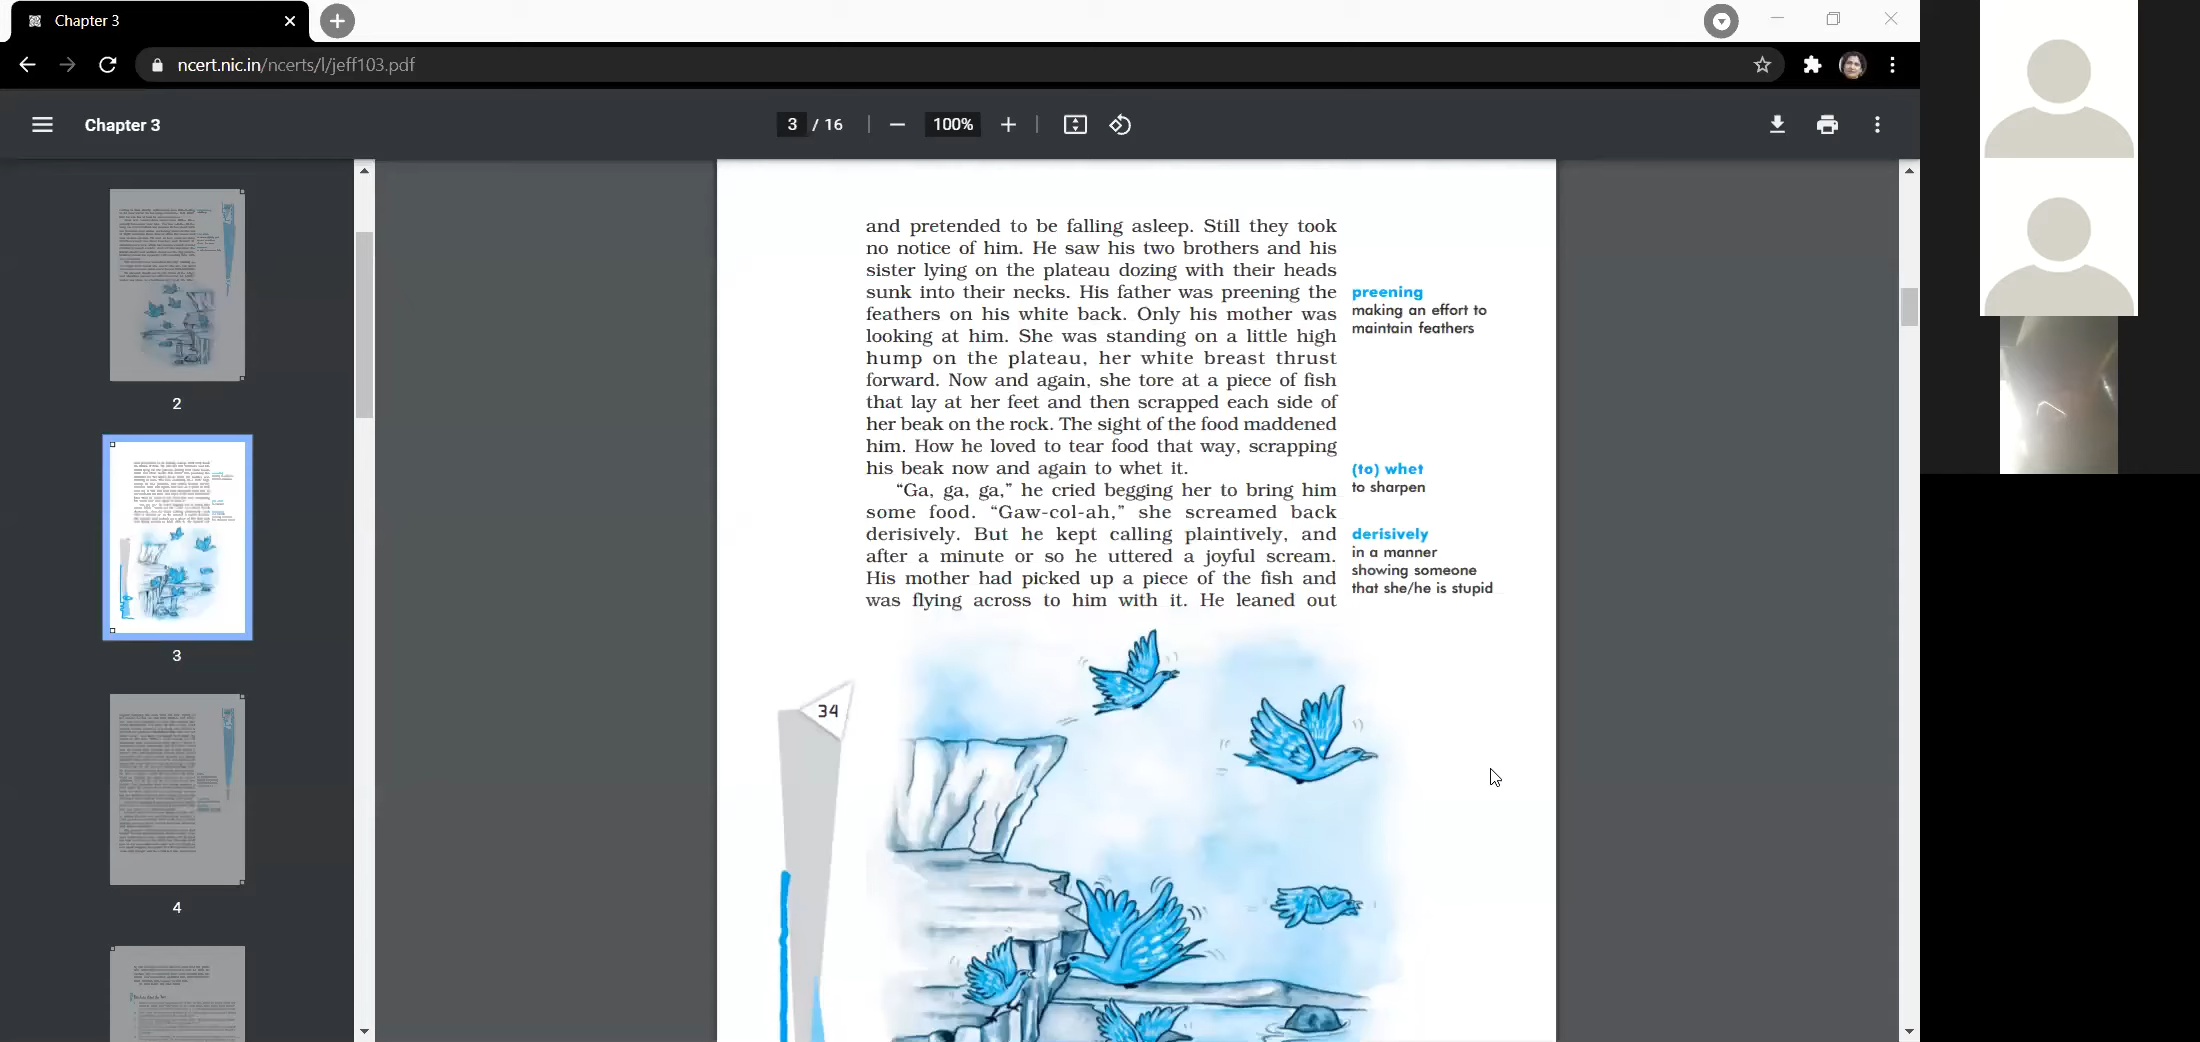 Chapter 3
ncert.nic.in/ncerts/l/jeff103.pdf
Chapter 3
3 / 16
100%
2
3
4
and pretended to be falling asleep. Still they took
no notice of him. He saw his two brothers and his
sister lying on the plateau dozing with their heads
sunk into their necks. His father was preening the
feathers on his white back. Only his mother was
looking at him. She was standing on a little high
hump on the plateau, her white breast thrust
forward. Now and again, she tore at a piece of fish
that lay at her feet and then scrapped each side of
her beak on the rock. The sight of the food maddened
him. How he loved to tear food that way, scrapping
his beak now and again to whet it.
“Ga, ga, ga,” he cried begging her to bring him
some food. “Gaw-col-ah,” she screamed back
derisively. But he kept calling plaintively, and
after a minute or so he uttered a joyful scream.
His mother had picked up a piece of the fish and
was flying across to him with it. He leaned out
preening
making an effort to
maintain feathers
(to) whet
to sharpen
derisively
in a manner
showing someone
that she/he is stupid
34